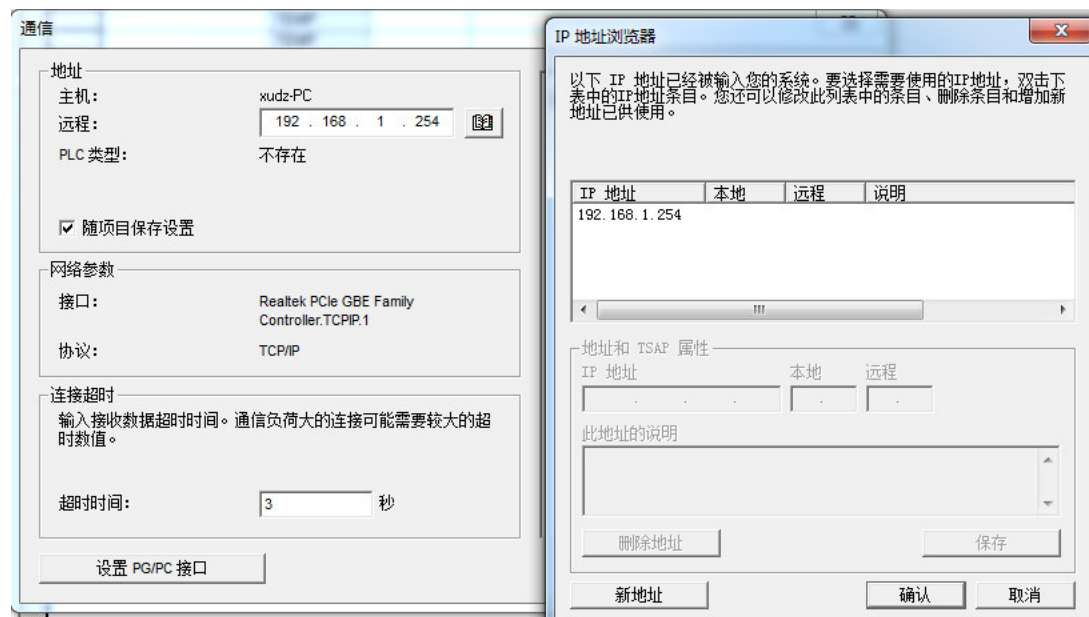 通信
地址
主机: xudz-PC
远程: 192 . 168 . 1 . 254
PLC 类型: 不存在
随项目保存设置
网络参数
接口: Realtek PCIe GBE Family
Controller.TCPIP.1
协议: TCP/IP
连接超时
输入接收数据超时时间。通信负荷大的连接可能需要较大的超
时数值。
超时时间: 3 秒
设置 PG/PC 接口
IP 地址浏览器
以下 IP 地址已经被输入您的系统。要选择需要使用的IP地址，双击下
表中的IP地址条目。您还可以修改此列表中的条目、删除条目和增加新
地址已供使用。
IP 地址 本地 远程 说明
192.168.1.254
地址和 TSAP 属性
IP 地址 本地 远程
. . . . .
此地址的说明
删除地址 保存
新地址 确认 取消